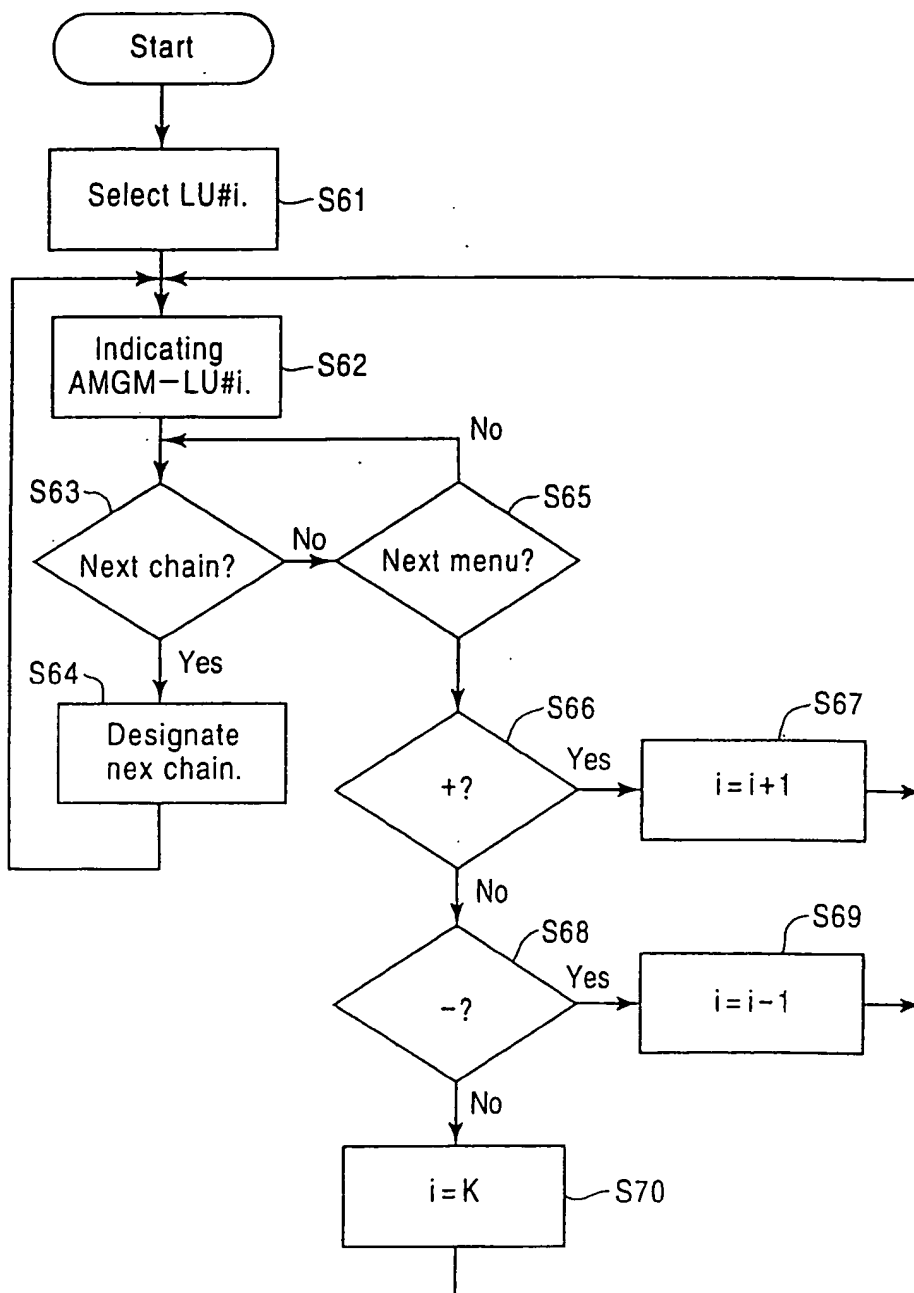 Start
Select LU#i.
S61
Indicating
AMGM-LU#i.
S62
No
S63
S65
Next chain?
No
Next menu?
Yes
S64
S66
S67
Designate
nex chain.
+?
Yes
i=i+1
No
S68
S69
-?
Yes
i=i-1
No
i=K
S70